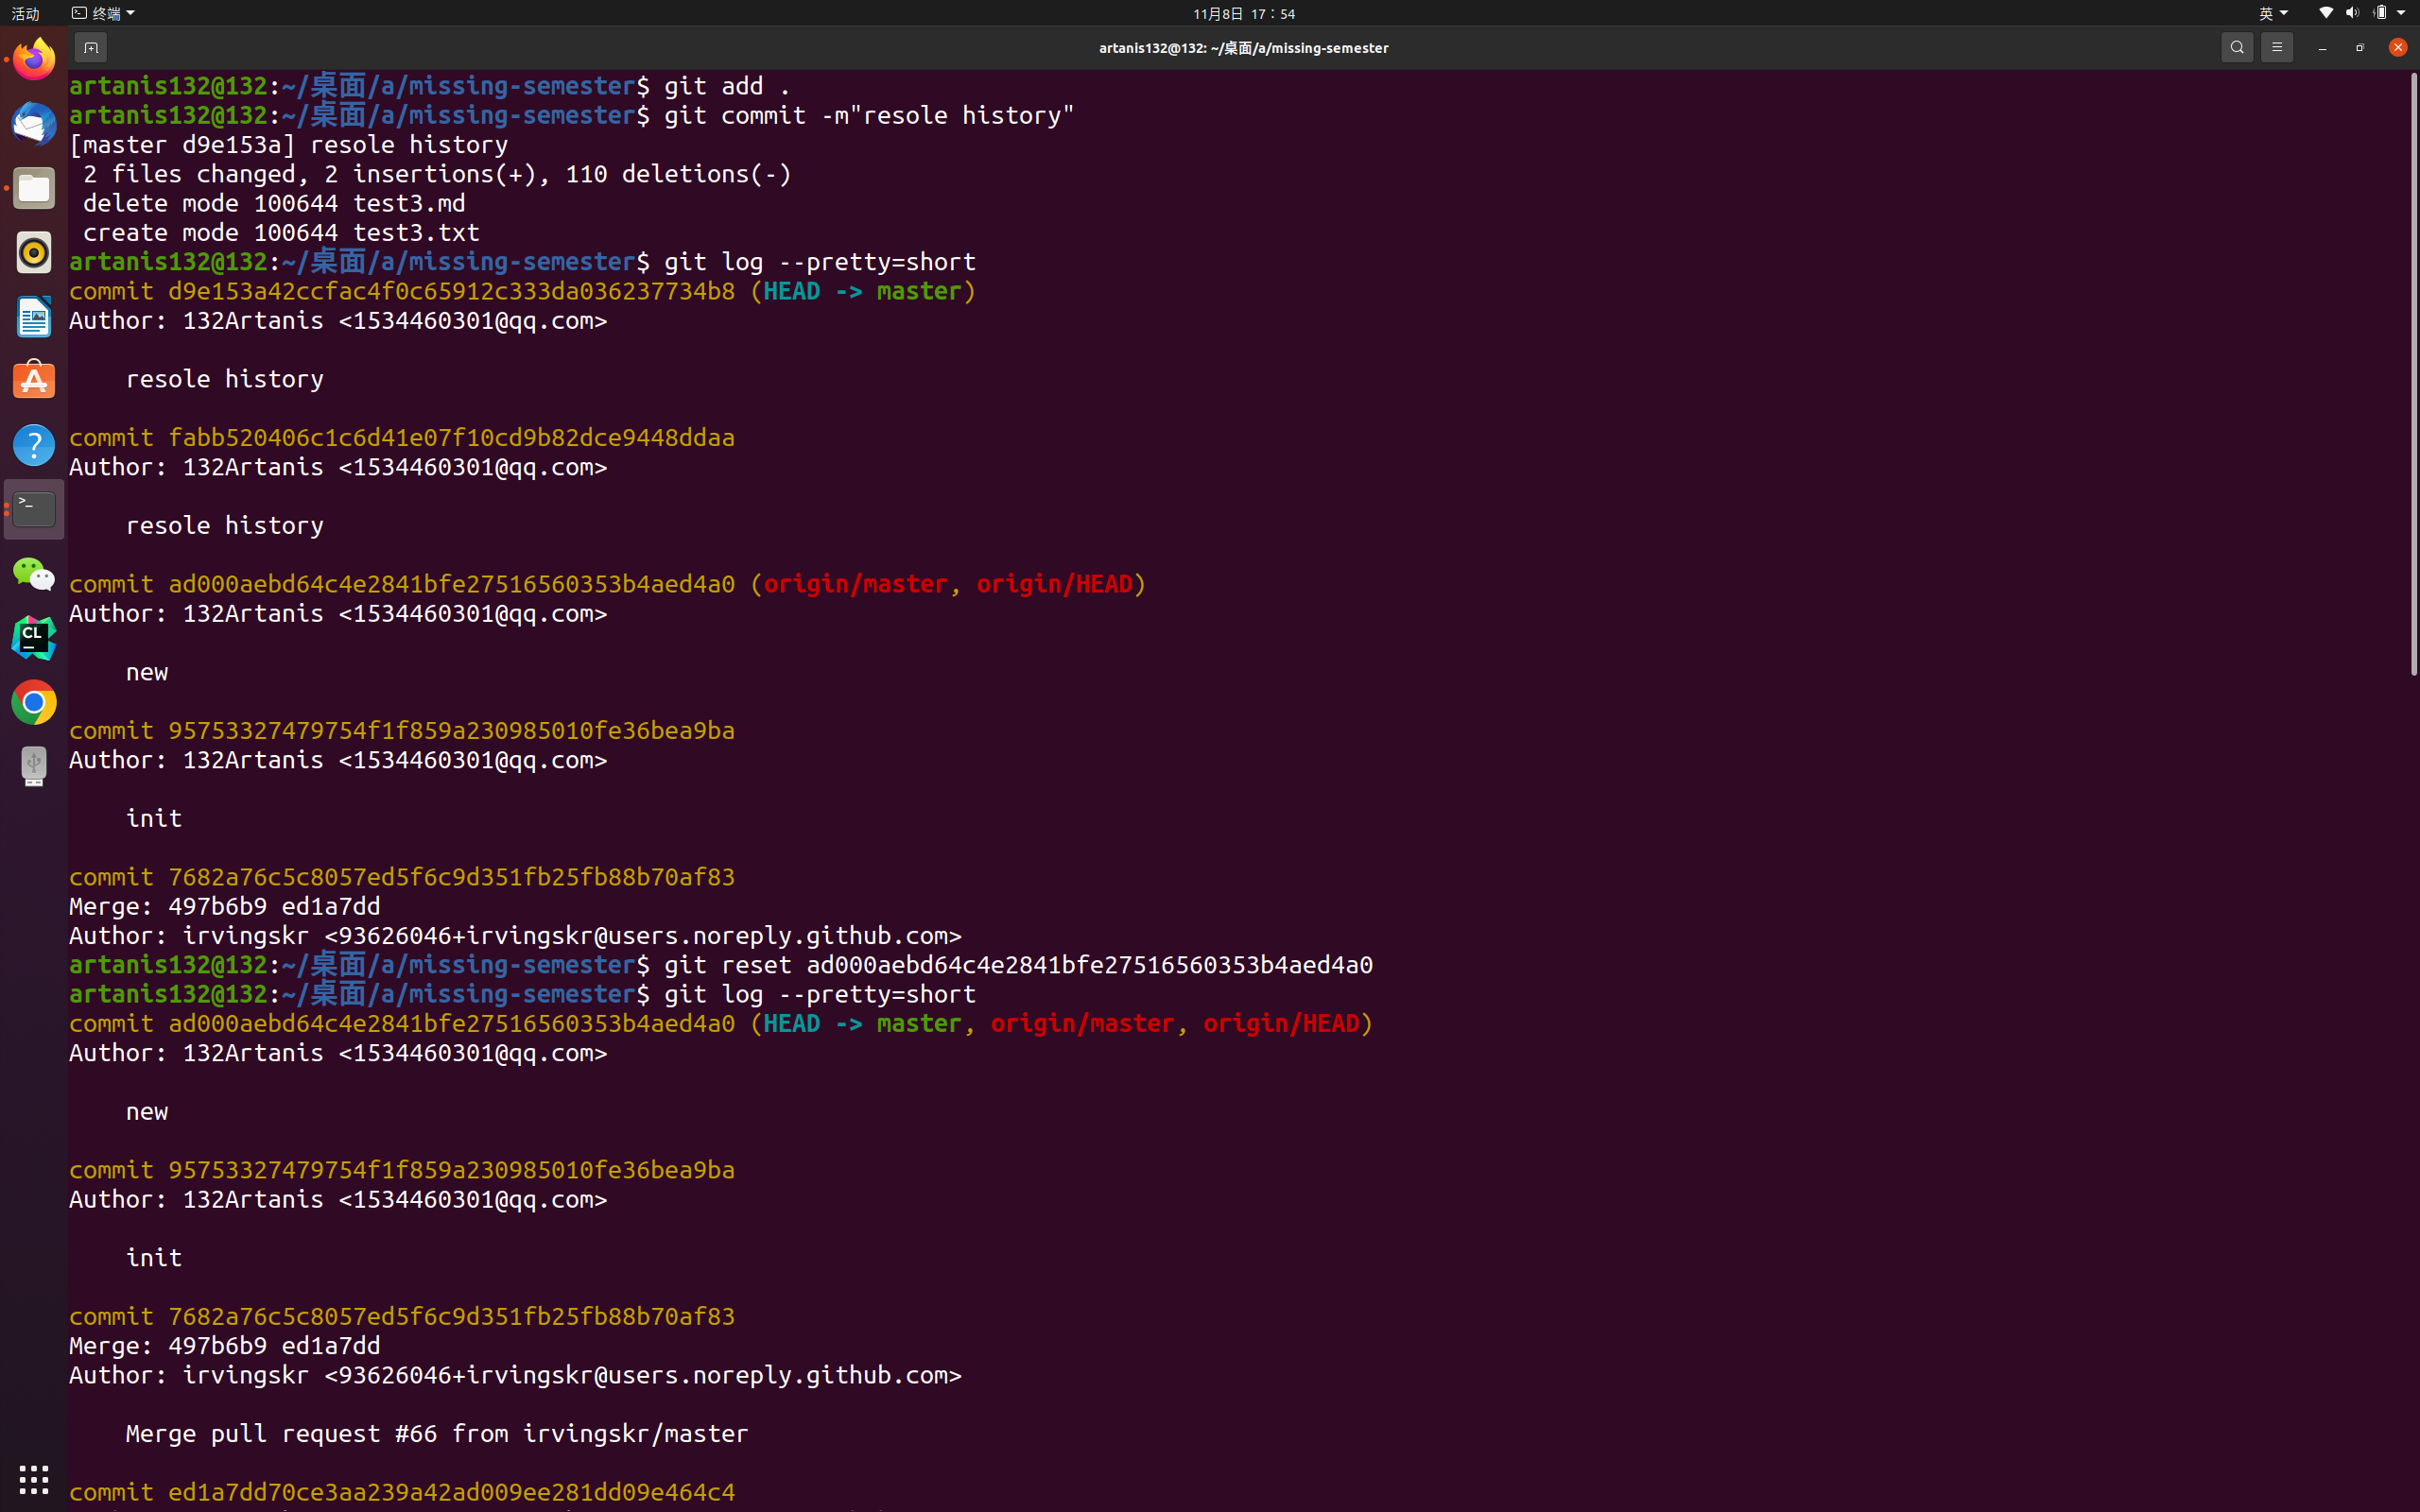 活动
终端
11月8日 17：54
英
artanis132@132: ~/桌面/a/missing-semester
artanis132@132:~/桌面/a/missing-semester$ git add .
artanis132@132:~/桌面/a/missing-semester$ git commit -m"resole history"
[master d9e153a] resole history
 2 files changed, 2 insertions(+), 110 deletions(-)
 delete mode 100644 test3.md
 create mode 100644 test3.txt
artanis132@132:~/桌面/a/missing-semester$ git log --pretty=short
commit d9e153a42ccfac4f0c65912c333da036237734b8 (HEAD -> master)
Author: 132Artanis <1534460301@qq.com>
    resole history
commit fabb520406c1c6d41e07f10cd9b82dce9448ddaa
Author: 132Artanis <1534460301@qq.com>
    resole history
commit ad000aebd64c4e2841bfe27516560353b4aed4a0 (origin/master, origin/HEAD)
Author: 132Artanis <1534460301@qq.com>
    new
commit 95753327479754f1f859a230985010fe36bea9ba
Author: 132Artanis <1534460301@qq.com>
    init
commit 7682a76c5c8057ed5f6c9d351fb25fb88b70af83
Merge: 497b6b9 ed1a7dd
Author: irvingskr <93626046+irvingskr@users.noreply.github.com>
artanis132@132:~/桌面/a/missing-semester$ git reset ad000aebd64c4e2841bfe27516560353b4aed4a0
artanis132@132:~/桌面/a/missing-semester$ git log --pretty=short
commit ad000aebd64c4e2841bfe27516560353b4aed4a0 (HEAD -> master, origin/master, origin/HEAD)
Author: 132Artanis <1534460301@qq.com>
    new
commit 95753327479754f1f859a230985010fe36bea9ba
Author: 132Artanis <1534460301@qq.com>
    init
commit 7682a76c5c8057ed5f6c9d351fb25fb88b70af83
Merge: 497b6b9 ed1a7dd
Author: irvingskr <93626046+irvingskr@users.noreply.github.com>
    Merge pull request #66 from irvingskr/master
commit ed1a7dd70ce3aa239a42ad009ee281dd09e464c4
CL